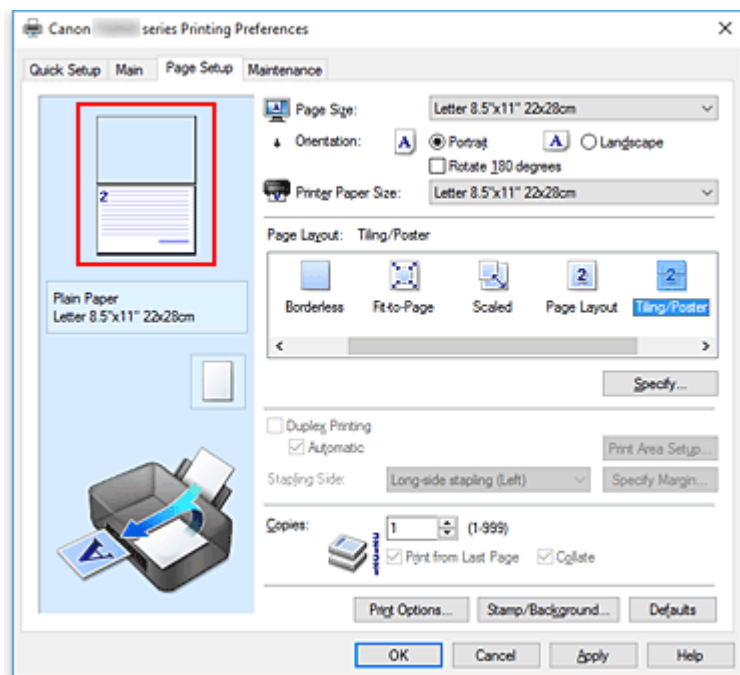 Canon series Printing Preferences
Quick Setup Main Page Setup Maintenance
2
Plain Paper
Letter 8.5"x11" 22x28cm
A
Page Size: Letter 8.5"x11" 22x28cm
Orientation: A Portrait A Landscape
Rotate 180 degrees
Printer Paper Size: Letter 8.5"x11" 22x28cm
Page Layout: Tiling/Poster
2 2
Borderless Fit-to-Page Scaled Page Layout Tiling/Poster
Specify...
Duplex Printing
Automatic Print Area Setup...
Stapling Side: Long-side stapling (Left) Specify Margin...
Copies: 1 (1-999)
Print from Last Page Collate
Print Options... Stamp/Background... Defaults
OK Cancel Apply Help